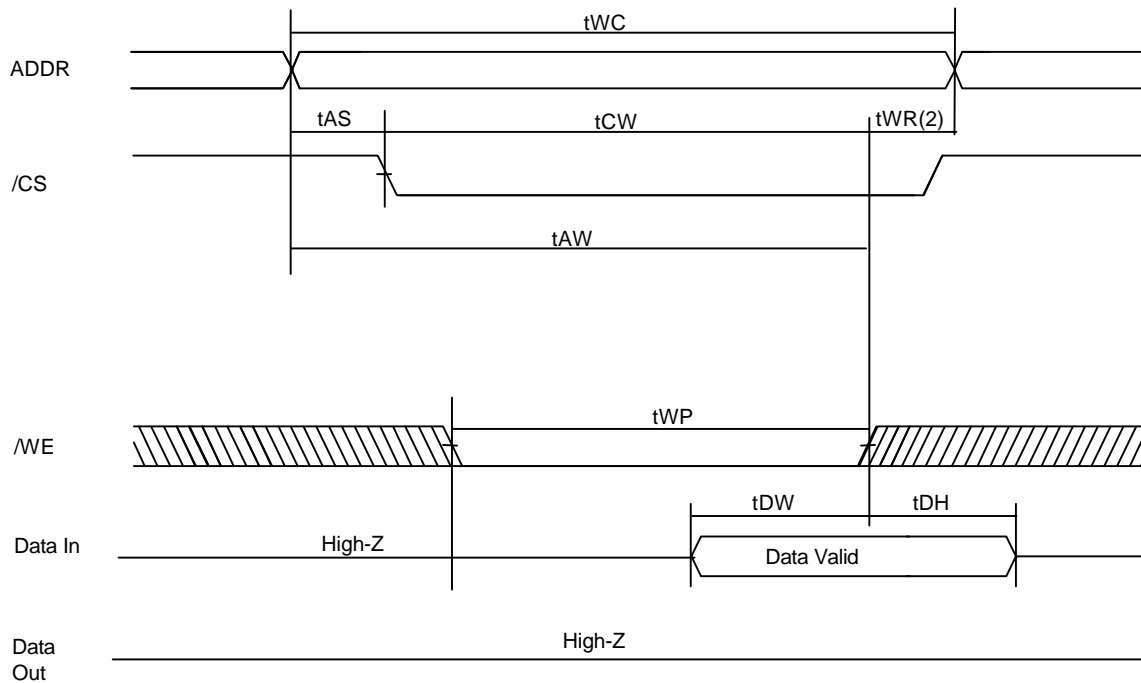 tWC
ADDR
tAS
tCW
tWR(2)
/CS
tAW
tWP
/WE
tDW
tDH
Data In
High-Z
Data Valid
High-Z
Data
Out